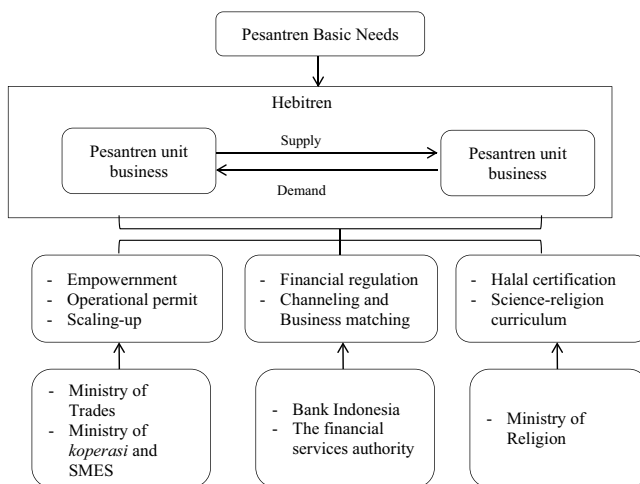 Pesantren Basic Needs
Hebitren
Pesantren unit
business
Supply
Demand
Pesantren unit
business
- Empowernment
- Operational permit
- Scaling-up
- Financial regulation
- Channeling and
Business matching
- Halal certification
- Science-religion
curriculum
- Ministry of
Trades
- Ministry of
koperasi and
SMES
- Bank Indonesia
- The financial
services authority
- Ministry of
Religion